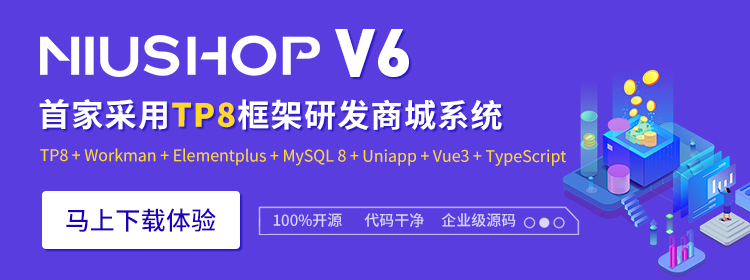 NIUSHOP V6
首家采用TP8框架研发商城系统
TP8 + Workman + Elementplus + MySQL 8 + Uniapp + Vue3 + TypeScript
马上下载体验
100%开源 代码干净 企业级源码